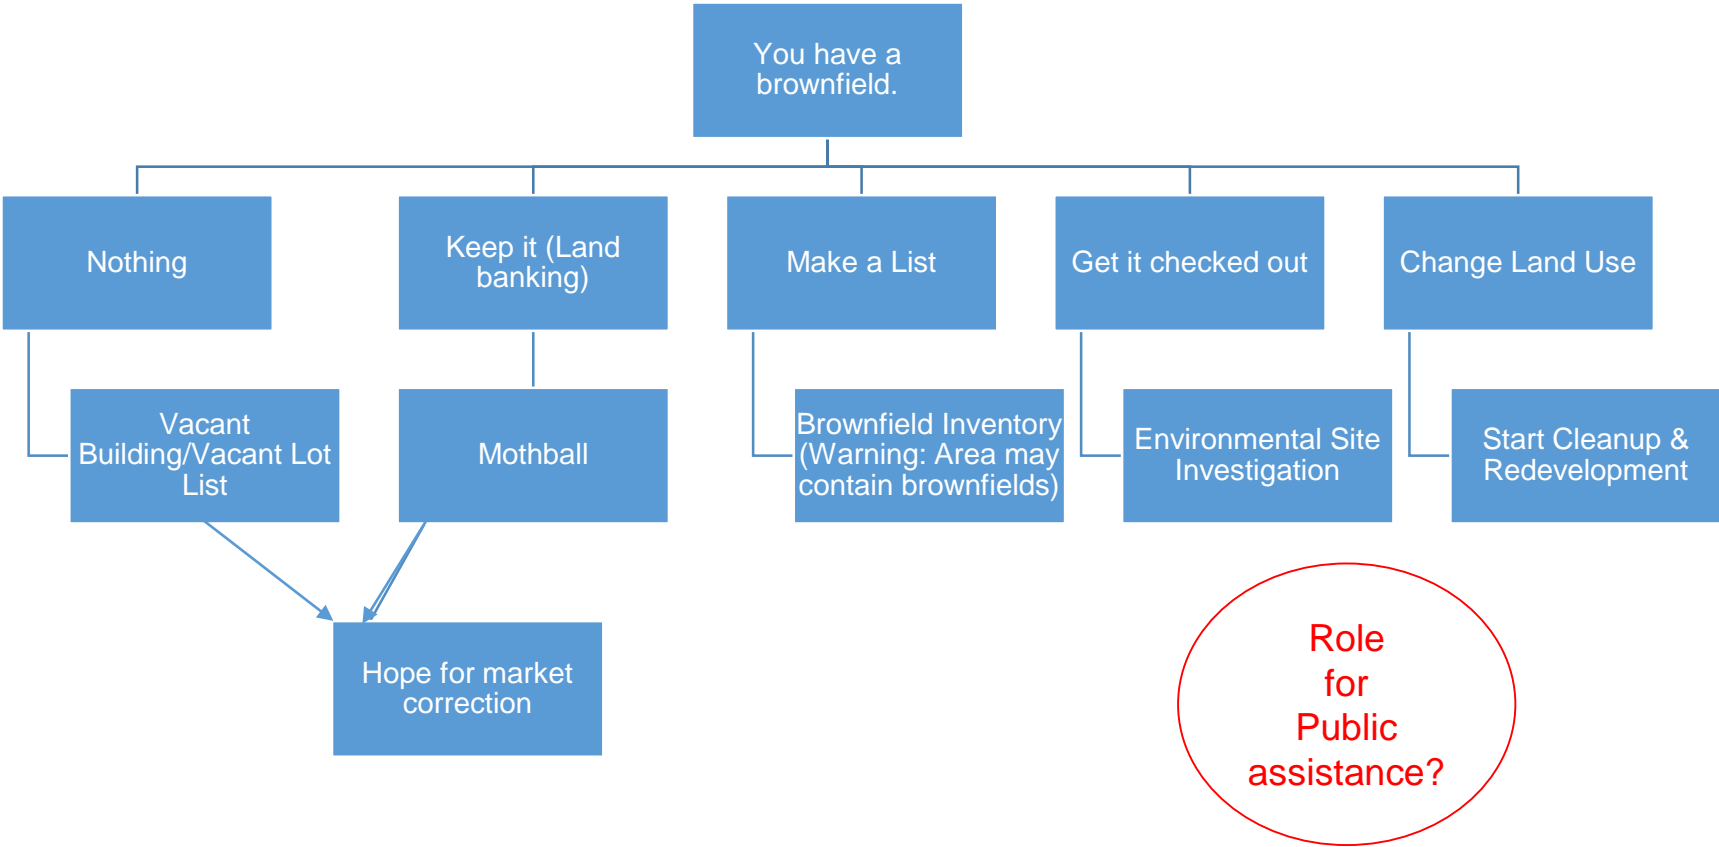 You have a
brownfield.
Nothing
Keep it (Land
banking)
Make a List
Get it checked out
Change Land Use
Vacant
Building/Vacant Lot
List
Mothball
Brownfield Inventory
(Warning: Area may
contain brownfields)
Environmental Site
Investigation
Start Cleanup &
Redevelopment
Hope for market
correction
Role
for
Public
assistance?